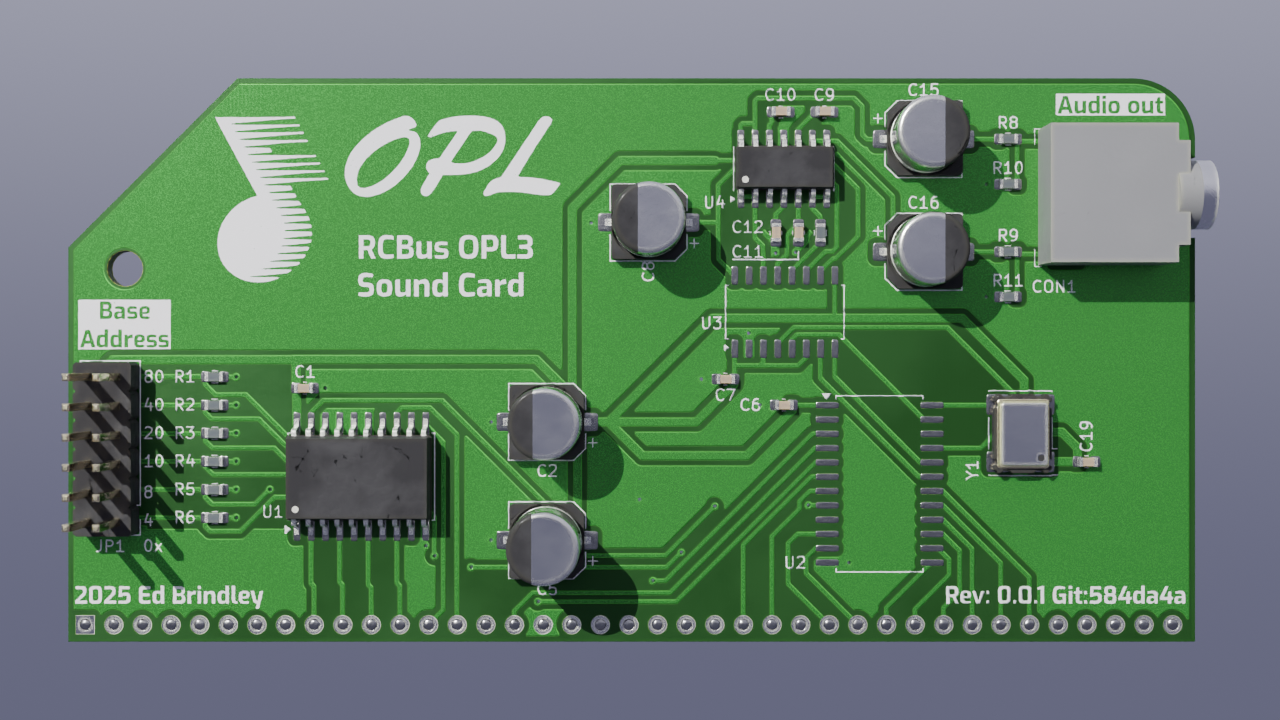 OPL
RCBus OPL3
Sound Card
Base
Address
80 R1
40 R2
20 R3
10 R4
8 R5
4 R6
JP1 0x
C1
U1
C2
C5
C8
C10 C9
U4
C12
C11
U3
C7
C6
U2
C15
C16
R8
R10
R9
R11
Audio out
CON1
Y1
C19
2025 Ed Brindley
Rev: 0.0.1 Git:584da4a